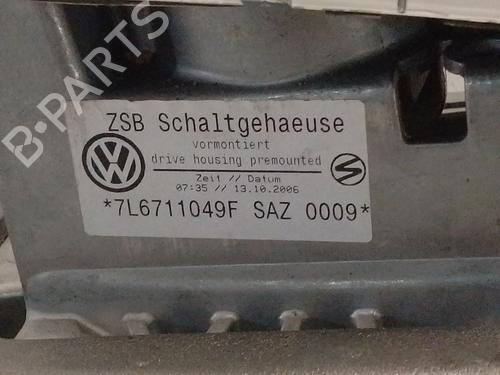 B-PARTS
ZSB Schaltgehaeuse
vormontiert
drive housing premounted
Zeit // Datum
07:35 // 13.10.2006
*7L6711049F SAZ 0009*